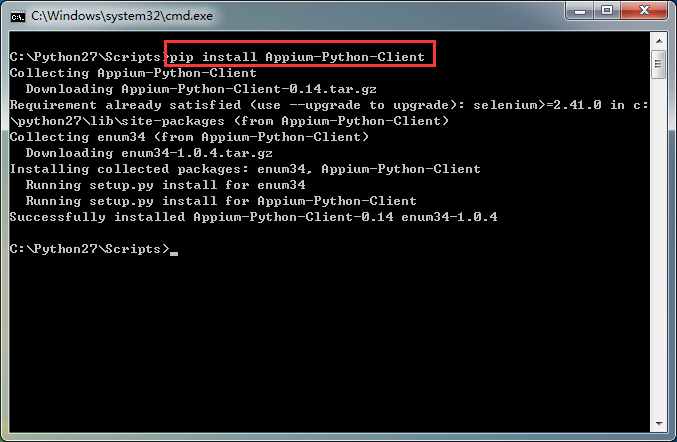 C:\Windows\system32\cmd.exe
C:\Python27\Scripts>pip install Appium-Python-Client
Collecting Appium-Python-Client
  Downloading Appium-Python-Client-0.14.tar.gz
Requirement already satisfied (use --upgrade to upgrade): selenium>=2.41.0 in c:
\python27\lib\site-packages (from Appium-Python-Client)
Collecting enum34 (from Appium-Python-Client)
  Downloading enum34-1.0.4.tar.gz
Installing collected packages: enum34, Appium-Python-Client
  Running setup.py install for enum34
  Running setup.py install for Appium-Python-Client
Successfully installed Appium-Python-Client-0.14 enum34-1.0.4
C:\Python27\Scripts>